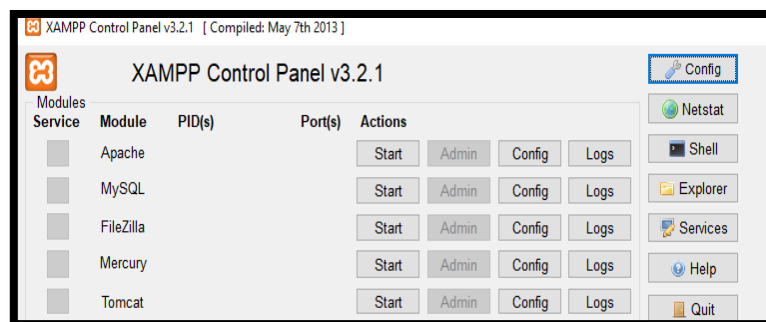 XAMPP Control Panel v3.2.1 [ Compiled: May 7th 2013 ]
XAMPP Control Panel v3.2.1
Config
Modules
Netstat
Service Module PID(s) Port(s) Actions
Apache Start Admin Config Logs
Shell
MySQL Start Admin Config Logs
Explorer
FileZilla Start Admin Config Logs
Services
Mercury Start Admin Config Logs
Help
Tomcat Start Admin Config Logs
Quit